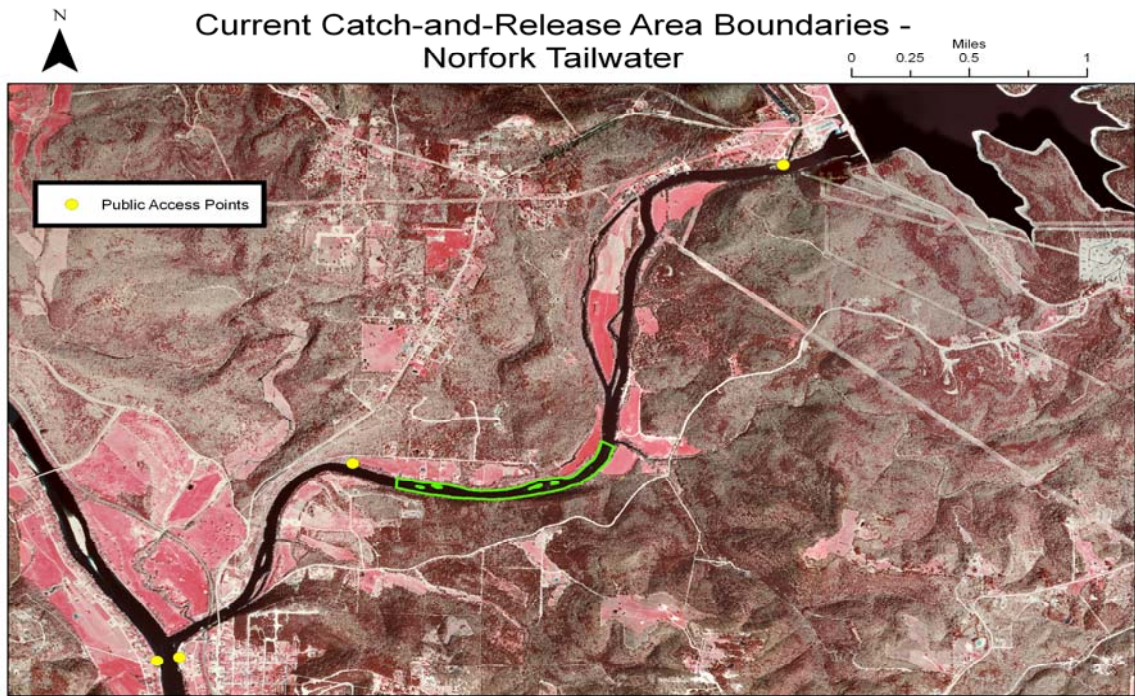 N
Current Catch-and-Release Area Boundaries -
Norfork Tailwater
Miles
0 0.25 0.5 1
Public Access Points